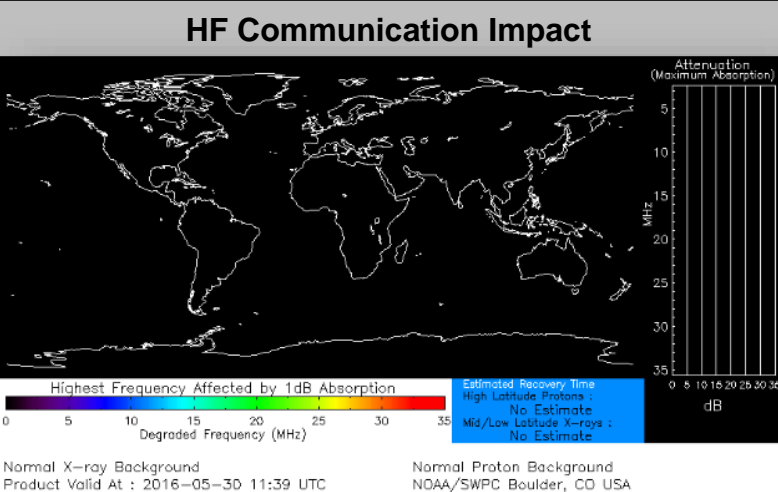 HF Communication Impact
Attenuation
(Maximum Absorption)
5
10
15
20
25
30
35
MHz
0 5 10 15 20 25 30 35
dB
Highest Frequency Affected by 1dB Absorption
0 5 10 15 20 25 30 35
Degraded Frequency (MHz)
Estimated Recovery Time
High Latitude Protons :
No Estimate
Mid/Low Latitude X-rays :
No Estimate
Normal X-ray Background
Normal Proton Background
Product Valid At : 2016-05-30 11:39 UTC
NOAA/SWPC Boulder, CO USA